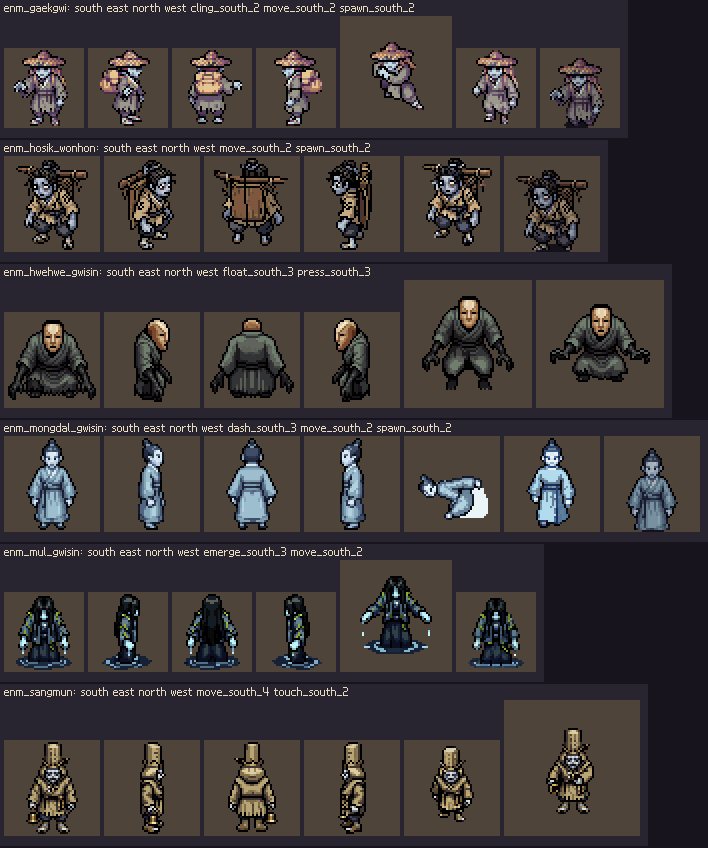 enm_gaekgwi: south east north west cling_south_2 move_south_2 spawn_south_2
enm_hosik_wonhon: south east north west move_south_2 spawn_south_2
enm_hwehwe_gwisin: south east north west float_south_3 press_south_3
enm_mongdal_gwisin: south east north west dash_south_3 move_south_2 spawn_south_2
enm_mul_gwisin: south east north west emerge_south_3 move_south_2
enm_sangmun: south east north west move_south_4 touch_south_2